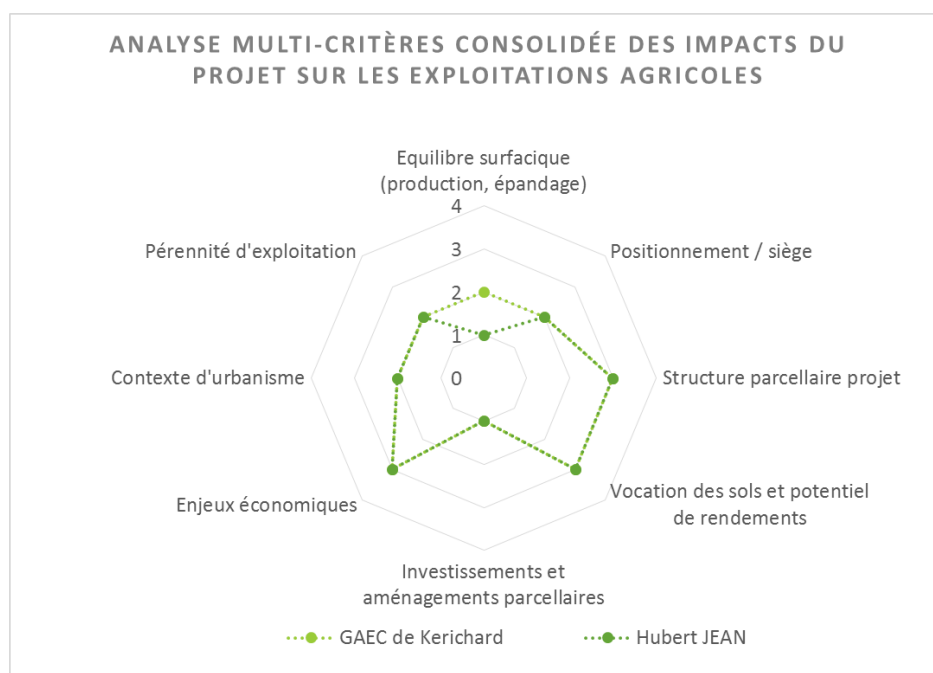 ANALYSE MULTI-CRITÈRES CONSOLIDÉE DES IMPACTS DU
PROJET SUR LES EXPLOITATIONS AGRICOLES
Equilibre surfacique
(production, épandage)
4
3
2
1
0
Pérennité d'exploitation
Positionnement / siège
Contexte d'urbanisme
Structure parcellaire projet
Enjeux économiques
Vocation des sols et potentiel
de rendements
Investissements et
aménagements parcellaires
GAEC de Kerichard
Hubert JEAN